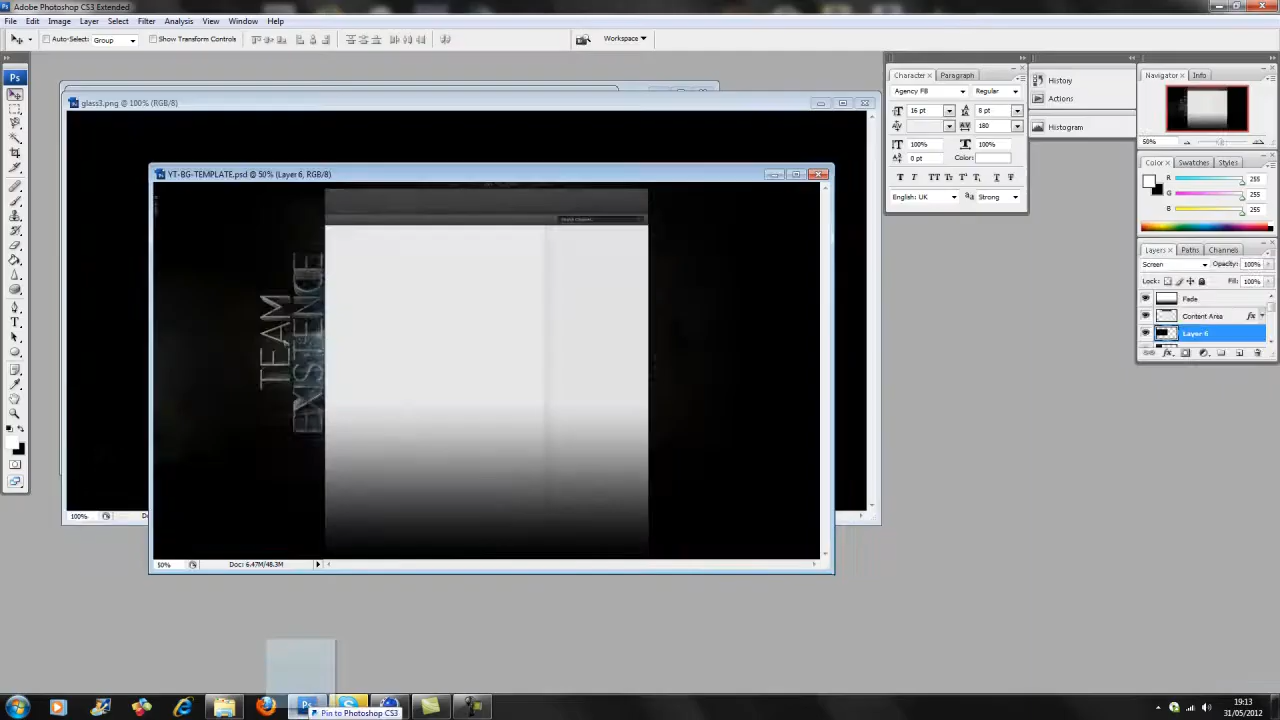 Adobe Photoshop CS3 Extended
File Edit Image Layer Select Filter Analysis View Window Help
Auto-Select: Group Show Transform Controls Workspace
glass3.png @ 100% (RGB/8)
YT-BG-TEMPLATE.psd @ 50% (Layer 6, RGB/8)
TEAM
EXISTENCE
100%
50% Doc: 6.47M/48.3M
Character Paragraph
Agency FB Regular
16 pt 8 pt
180
100% 100%
0 pt Color:
T T TT Tr T¹ T, T T
English: UK aa Strong
History
Actions
Histogram
Navigator Info
50%
Color Swatches Styles
R 255
G 255
B 255
Layers Paths Channels
Screen Opacity: 100%
Lock: Fill: 100%
Fade
Content Area fx
Layer 6
Pin to Photoshop CS3
19:13
31/05/2012